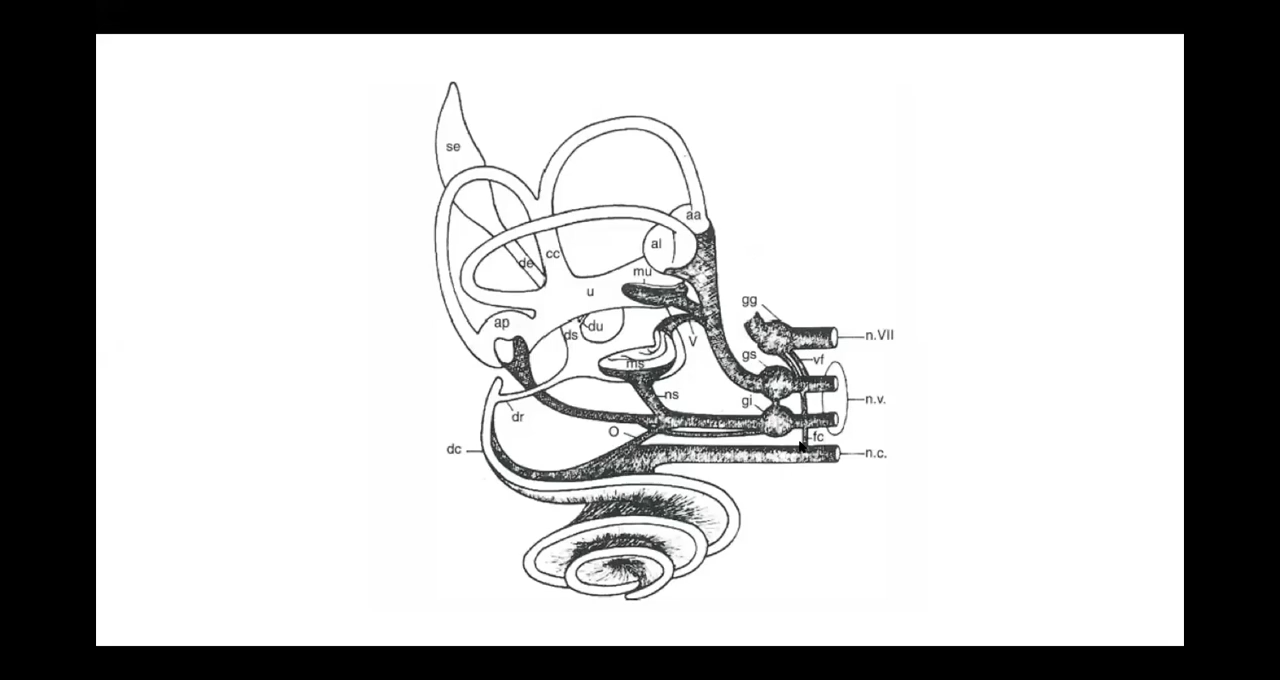 se
aa
al
cc
de
mu
u
gg
ap
du
ds
n.VII
V
gs
vf
ms
ns
gi
n.v.
dr
O
fc
dc
n.c.